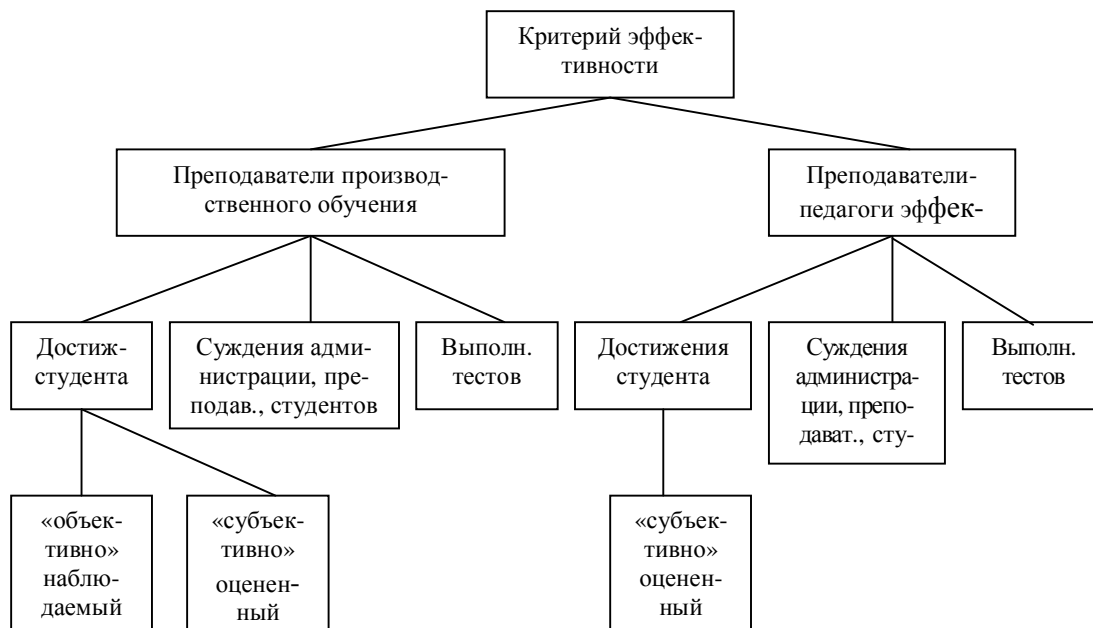 Критерий эффек-
тивности
Преподаватели производ-
ственного обучения
Преподаватели-
педагоги эффек-
Достиж-
студента
Суждения адми-
нистрации, пре-
подав., студентов
Выполн.
тестов
Достижения
студента
Суждения
администра-
ции, препо-
дават., сту-
Выполн.
тестов
«объек-
тивно»
наблю-
даемый
«субъек-
тивно»
оценен-
ный
«субъек-
тивно»
оценен-
ный